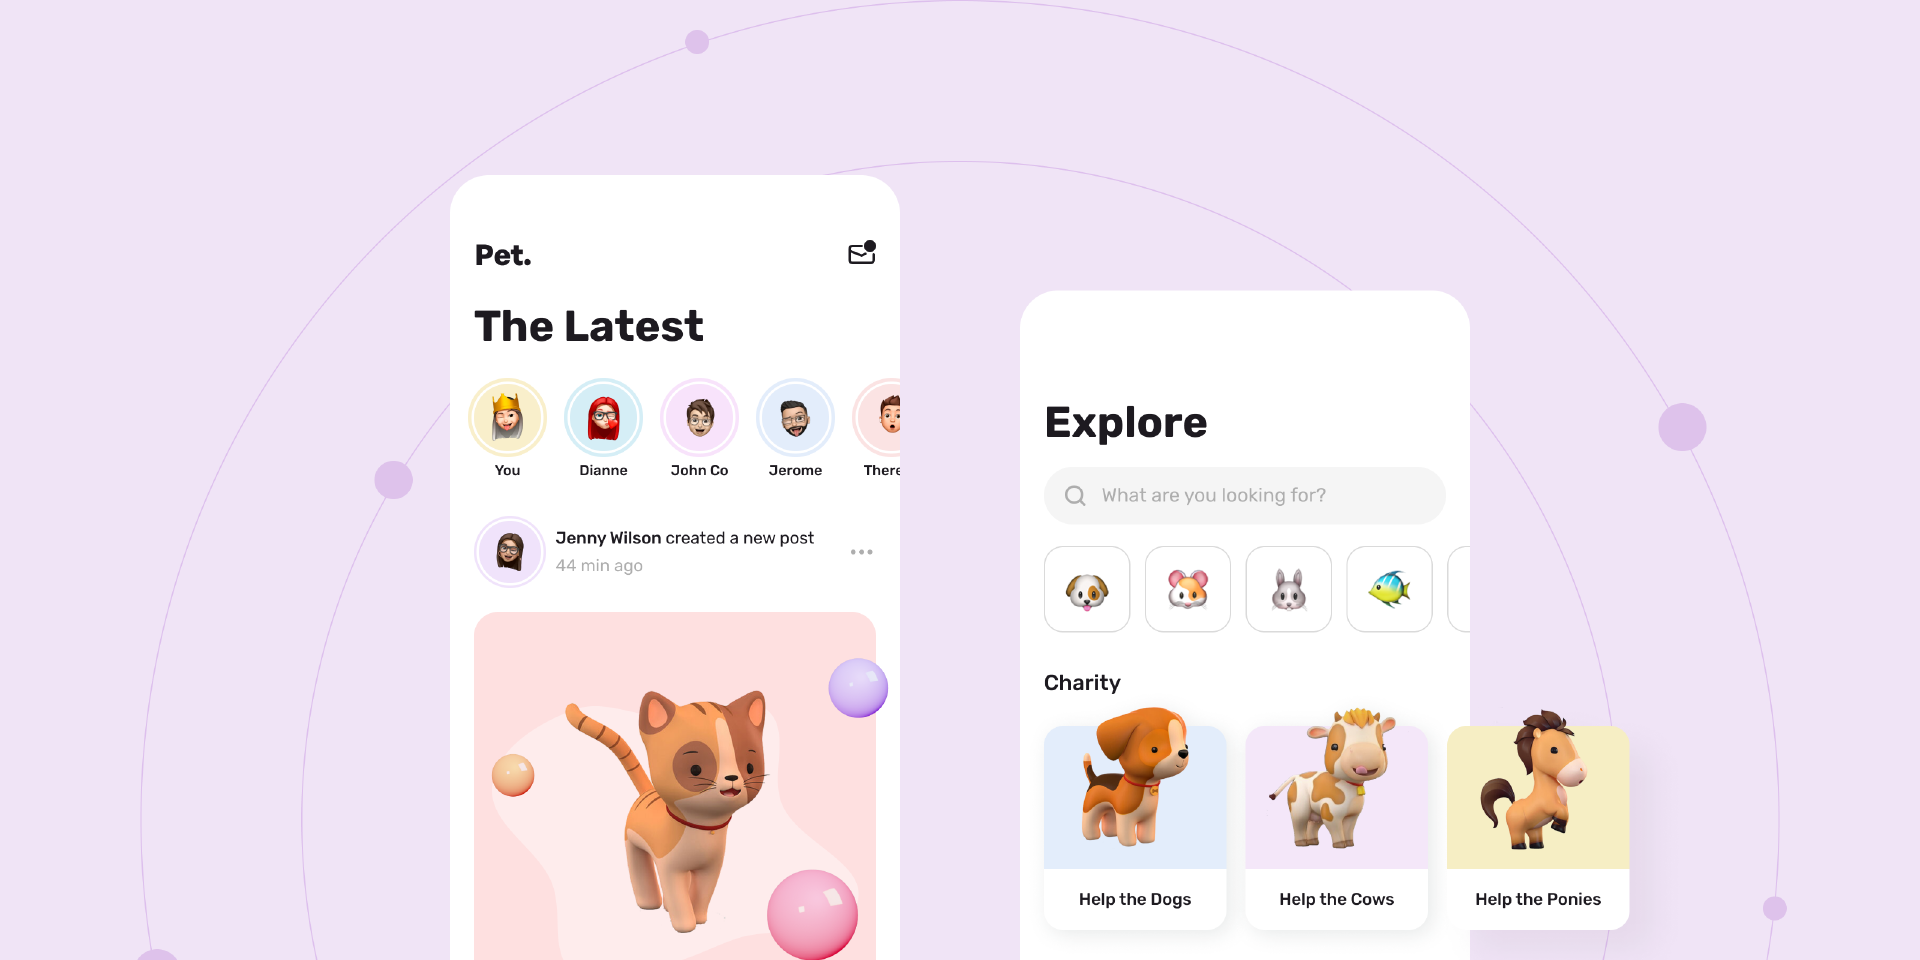 Pet.
The Latest
You
Dianne
John Co
Jerome
There
Jenny Wilson created a new post
44 min ago
Explore
What are you looking for?
Charity
Help the Dogs
Help the Cows
Help the Ponies